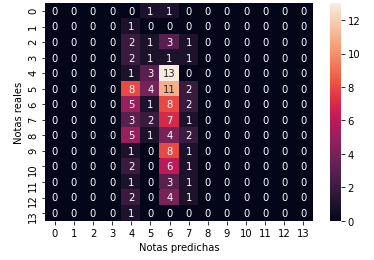 0 0 0 0 0 0 1 1 0 0 0 0 0 0 0
1 0 0 0 0 1 0 0 0 0 0 0 0 0 0
2 0 0 0 0 2 1 3 1 0 0 0 0 0 0
3 0 0 0 0 2 1 1 1 0 0 0 0 0 0
4 0 0 0 0 1 3 13 0 0 0 0 0 0 0
5 0 0 0 0 8 4 11 2 0 0 0 0 0 0
6 0 0 0 0 5 1 8 2 0 0 0 0 0 0
7 0 0 0 0 3 2 7 1 0 0 0 0 0 0
8 0 0 0 0 5 1 4 2 0 0 0 0 0 0
9 0 0 0 0 1 0 8 1 0 0 0 0 0 0
10 0 0 0 0 2 0 6 1 0 0 0 0 0 0
11 0 0 0 0 1 0 3 1 0 0 0 0 0 0
12 0 0 0 0 2 0 4 1 0 0 0 0 0 0
13 0 0 0 0 1 0 0 0 0 0 0 0 0 0
0 1 2 3 4 5 6 7 8 9 10 11 12 13
Notas reales
Notas predichas
12
10
8
6
4
2
0